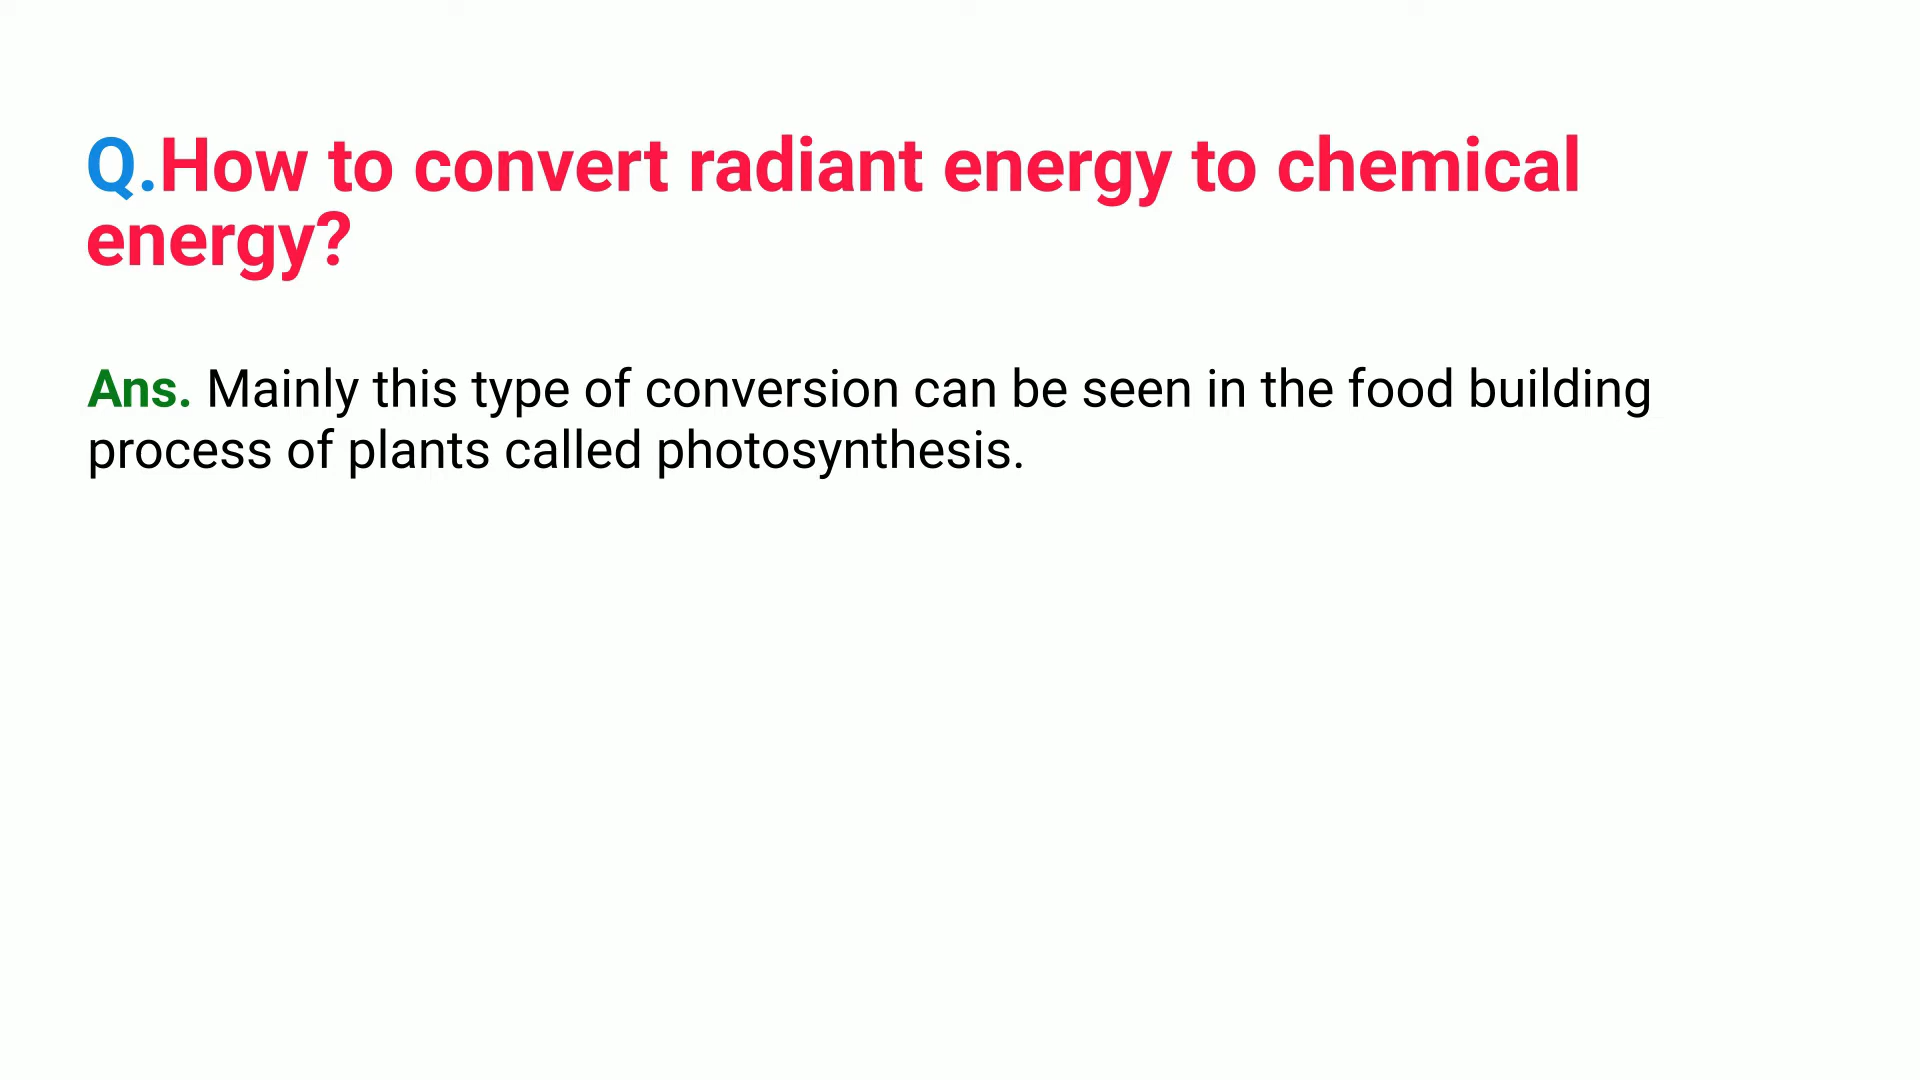 Q.How to convert radiant energy to chemical
energy?
Ans. Mainly this type of conversion can be seen in the food building
process of plants called photosynthesis.